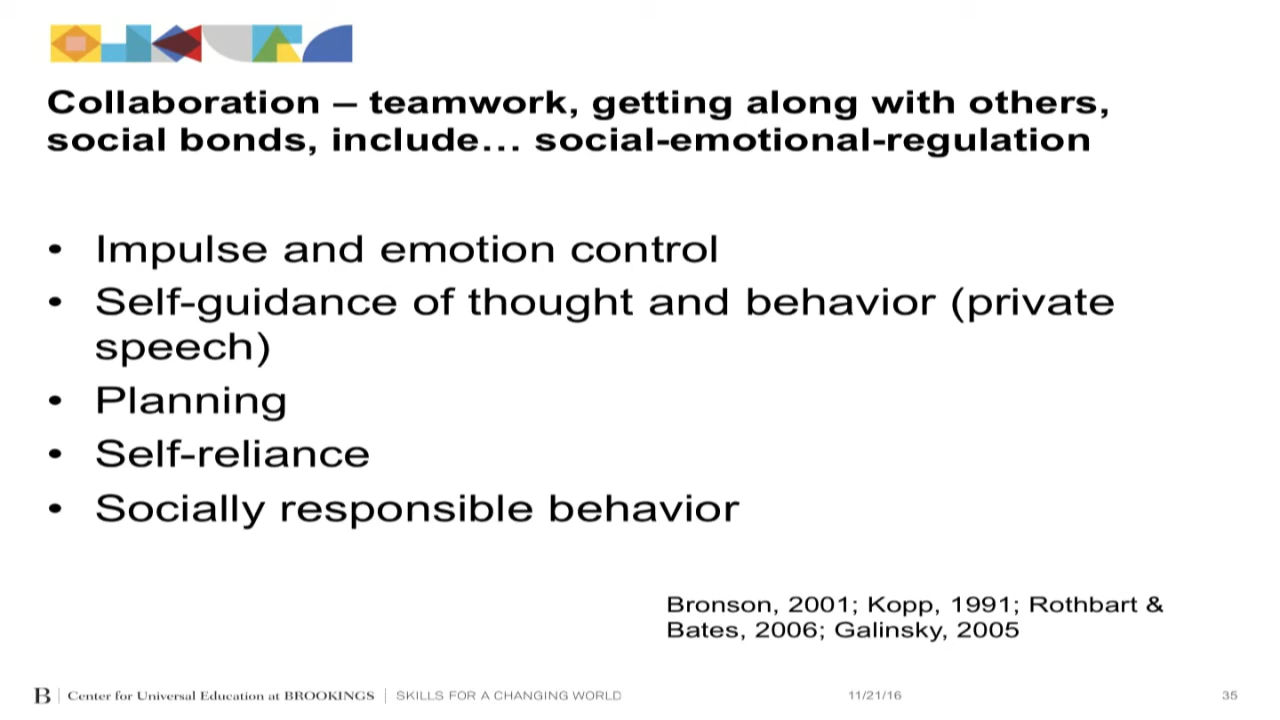 Collaboration – teamwork, getting along with others,
social bonds, include… social-emotional-regulation
• Impulse and emotion control
• Self-guidance of thought and behavior (private
speech)
• Planning
• Self-reliance
• Socially responsible behavior
Bronson, 2001; Kopp, 1991; Rothbart &
Bates, 2006; Galinsky, 2005
B | Center for Universal Education at BROOKINGS | SKILLS FOR A CHANGING WORLD 11/21/16 35